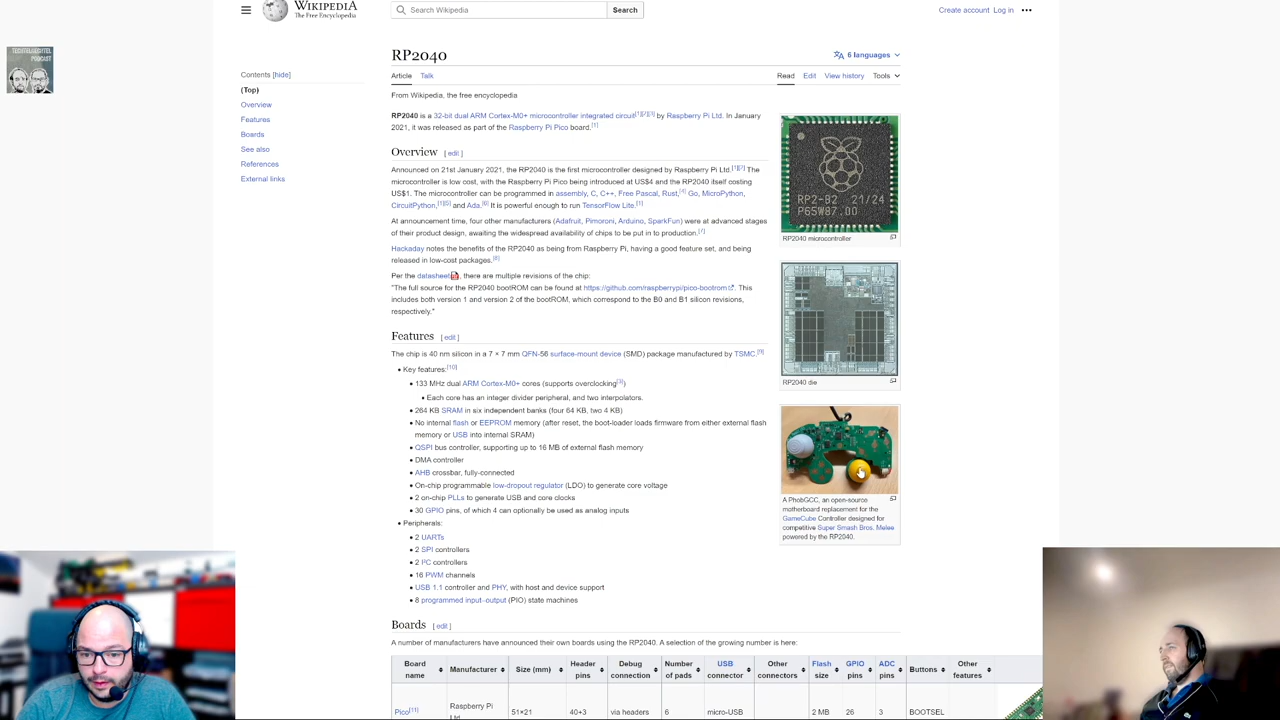 WIKIPEDIA
The Free Encyclopedia
Search Wikipedia
Search
Create account Log in
PODCAST
RP2040
6 languages
Article Talk
Read Edit View history Tools
From Wikipedia, the free encyclopedia
Contents [hide]
(Top)
Overview
Features
Boards
See also
References
External links
RP2040 is a 32-bit dual ARM Cortex-M0+ microcontroller integrated circuit[1][2][3] by Raspberry Pi Ltd. In January
2021, it was released as part of the Raspberry Pi Pico board.[1]
Overview [ edit ]
Announced on 21st January 2021, the RP2040 is the first microcontroller designed by Raspberry Pi Ltd.[1][7] The
microcontroller is low cost, with the Raspberry Pi Pico being introduced at US$4 and the RP2040 itself costing
US$1. The microcontroller can be programmed in assembly, C, C++, Free Pascal, Rust,[4] Go, MicroPython,
CircuitPython,[1][5] and Ada.[6] It is powerful enough to run TensorFlow Lite.[1]
At announcement time, four other manufacturers (Adafruit, Pimoroni, Arduino, SparkFun) were at advanced stages
of their product design, awaiting the widespread availability of chips to be put in to production.[7]
Hackaday notes the benefits of the RP2040 as being from Raspberry Pi, having a good feature set, and being
released in low-cost packages.[8]
Per the datasheet, there are multiple revisions of the chip:
"The full source for the RP2040 bootROM can be found at https://github.com/raspberrypi/pico-bootrom. This
includes both version 1 and version 2 of the bootROM, which correspond to the B0 and B1 silicon revisions,
respectively."
RP2-B2 21/24
P65W87.00
RP2040 microcontroller
RP2040 die
A PhobGCC, an open-source
motherboard replacement for the
GameCube Controller designed for
competitive Super Smash Bros. Melee
powered by the RP2040.
Features [ edit ]
The chip is 40 nm silicon in a 7 × 7 mm QFN-56 surface-mount device (SMD) package manufactured by TSMC.[9]
• Key features:[10]
• 133 MHz dual ARM Cortex-M0+ cores (supports overclocking[3])
• Each core has an integer divider peripheral, and two interpolators.
• 264 KB SRAM in six independent banks (four 64 KB, two 4 KB)
• No internal flash or EEPROM memory (after reset, the boot-loader loads firmware from either external flash
memory or USB into internal SRAM)
• QSPI bus controller, supporting up to 16 MB of external flash memory
• DMA controller
• AHB crossbar, fully-connected
• On-chip programmable low-dropout regulator (LDO) to generate core voltage
• 2 on-chip PLLs to generate USB and core clocks
• 30 GPIO pins, of which 4 can optionally be used as analog inputs
• Peripherals:
• 2 UARTs
• 2 SPI controllers
• 2 I²C controllers
• 16 PWM channels
• USB 1.1 controller and PHY, with host and device support
• 8 programmed input–output (PIO) state machines
Boards [ edit ]
A number of manufacturers have announced their own boards using the RP2040. A selection of the growing number is here:
Board name Manufacturer Size (mm) Header pins Debug connection Number of pads USB connector Other connectors Flash size GPIO pins ADC pins Buttons Other features
Pico[11] Raspberry Pi Ltd 51×21 40+3 via headers 6 micro-USB 2 MB 26 3 BOOTSEL